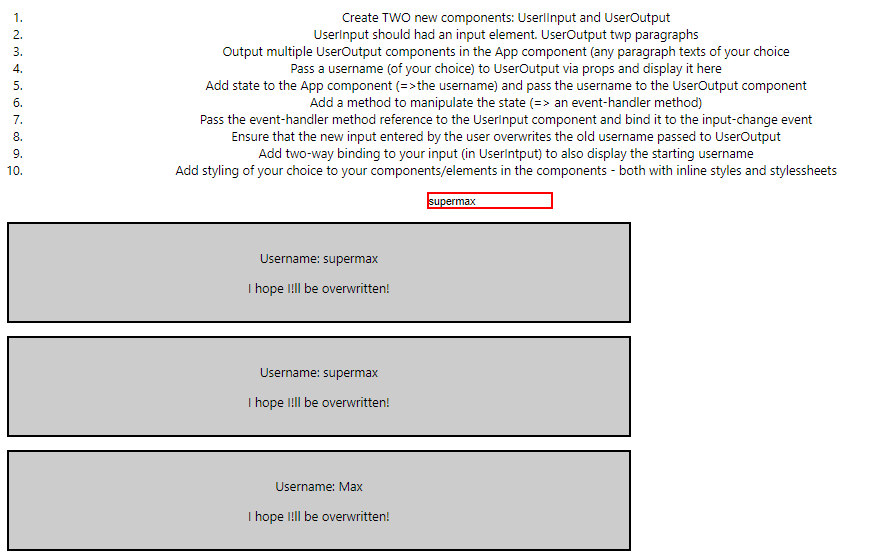 1. Create TWO new components: UserIInput and UserOutput
2. UserInput should had an input element. UserOutput twp paragraphs
3. Output multiple UserOutput components in the App component (any paragraph texts of your choice
4. Pass a username (of your choice) to UserOutput via props and display it here
5. Add state to the App component (=>the username) and pass the username to the UserOutput component
6. Add a method to manipulate the state (=> an event-handler method)
7. Pass the event-handler method reference to the UserInput component and bind it to the input-change event
8. Ensure that the new input entered by the user overwrites the old username passed to UserOutput
9. Add two-way binding to your input (in UserIntput) to also display the starting username
10. Add styling of your choice to your components/elements in the components - both with inline styles and stylessheets
supermax
Username: supermax
I hope I!ll be overwritten!
Username: supermax
I hope I!ll be overwritten!
Username: Max
I hope I!ll be overwritten!